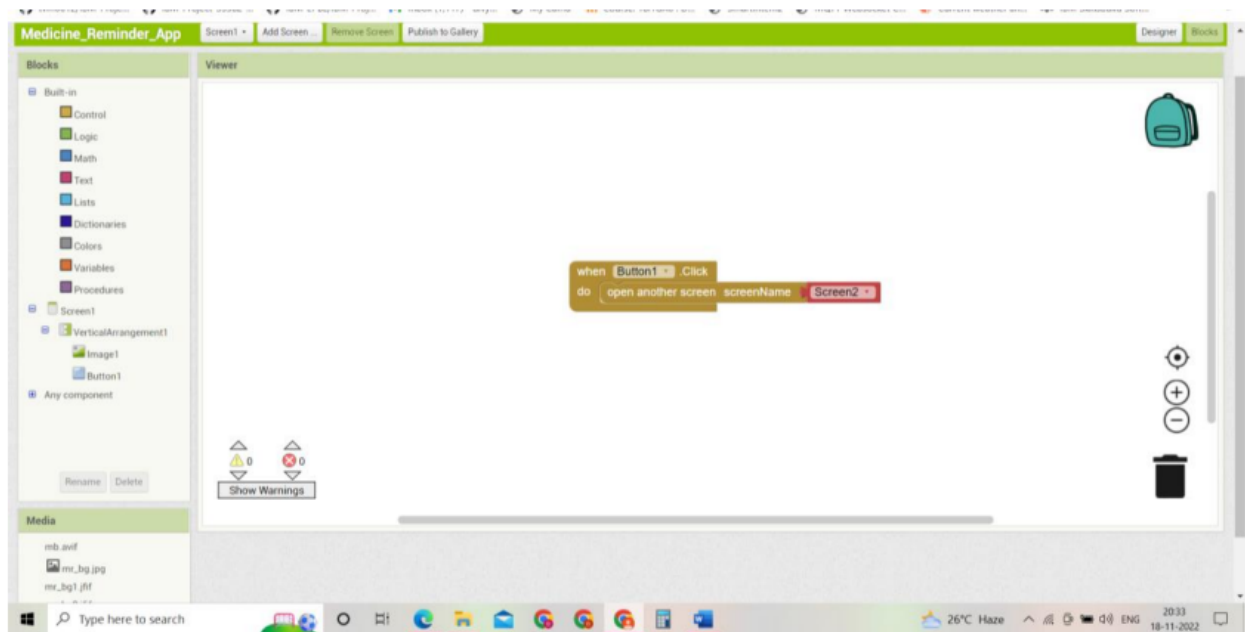 Medicine_Reminder_App
Screen1 Add Screen ... Remove Screen Publish to Gallery
Designer Blocks
Blocks
Viewer
Built-in
Control
Logic
Math
Text
Lists
Dictionaries
Colors
Variables
Procedures
Screen1
VerticalArrangement1
Image1
Button1
Any component
Rename Delete
when Button1 .Click
do open another screen screenName Screen2
0 0
Show Warnings
Media
mb.avif
mr_bg.jpg
mr_bg1.jfif
Type here to search
26°C Haze
ENG
20:33
18-11-2022